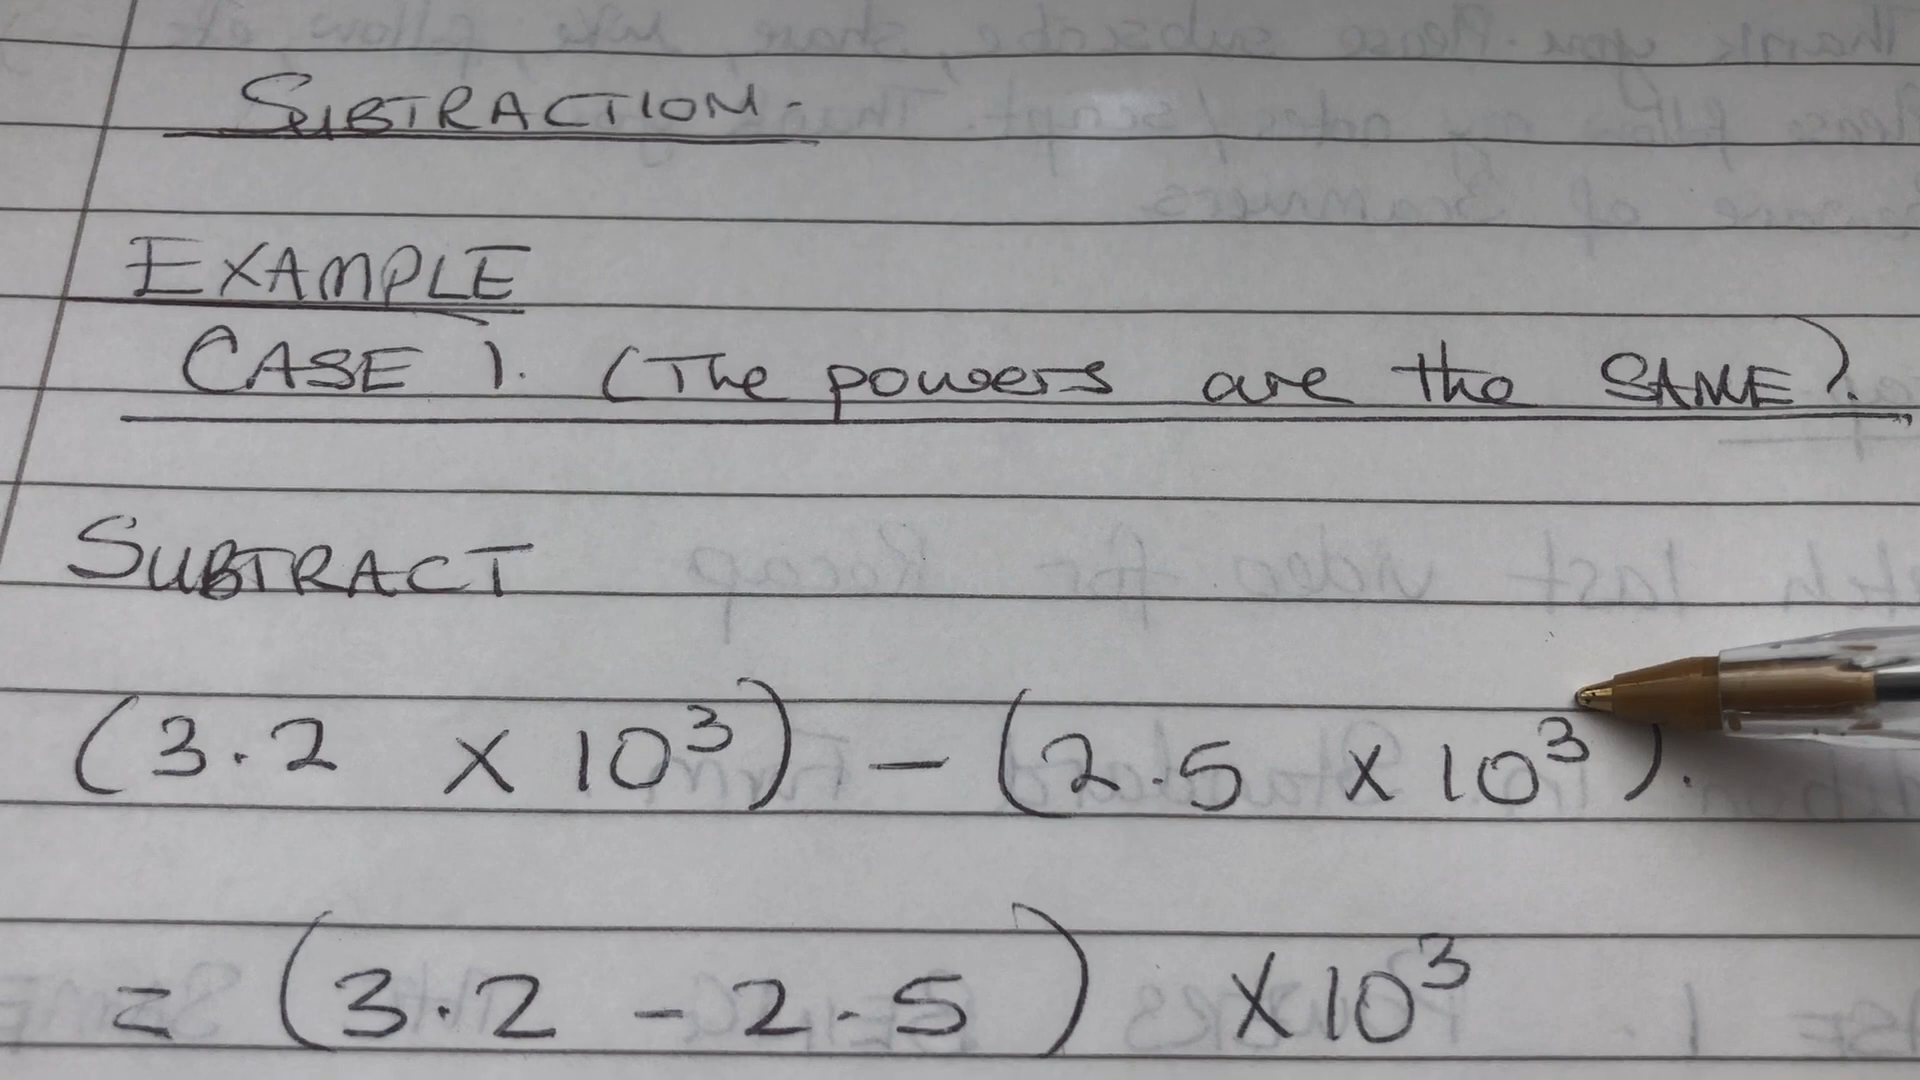 SUBTRACTION.
EXAMPLE
CASE 1. (The powers are the SAME).
SUBTRACT
(3.2 × 10³) – (2.5 × 10³).
= (3.2 – 2.5) × 10³